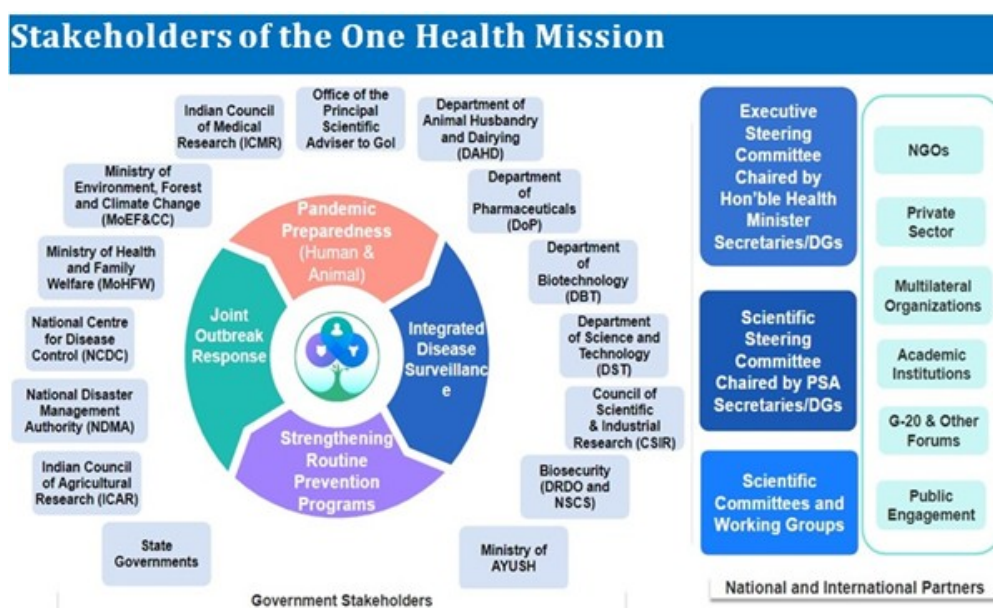 Stakeholders of the One Health Mission
Indian Council
of Medical
Research (ICMR)
Office of the
Principal
Scientific
Adviser to GoI
Department of
Animal Husbandry
and Dairying
(DAHD)
Ministry of
Environment, Forest
and Climate Change
(MoEF&CC)
Department
of
Pharmaceuticals
(DoP)
Ministry of Health
and Family
Welfare (MoHFW)
Department
of
Biotechnology
(DBT)
National Centre
for Disease
Control (NCDC)
Department
of Science and
Technology
(DST)
National Disaster
Management
Authority (NDMA)
Council of
Scientific
& Industrial
Research (CSIR)
Indian Council
of Agricultural
Research (ICAR)
Biosecurity
(DRDO and
NSCS)
State
Governments
Ministry of
AYUSH
Pandemic
Preparedness
(Human &
Animal)
Joint
Outbreak
Response
Integrated
Disease
Surveillanc
e
Strengthening
Routine
Prevention
Programs
Government Stakeholders
Executive
Steering
Committee
Chaired by
Hon'ble Health
Minister
Secretaries/DGs
Scientific
Steering
Committee
Chaired by PSA
Secretaries/DGs
Scientific
Committees and
Working Groups
NGOs
Private
Sector
Multilateral
Organizations
Academic
Institutions
G-20 & Other
Forums
Public
Engagement
National and International Partners